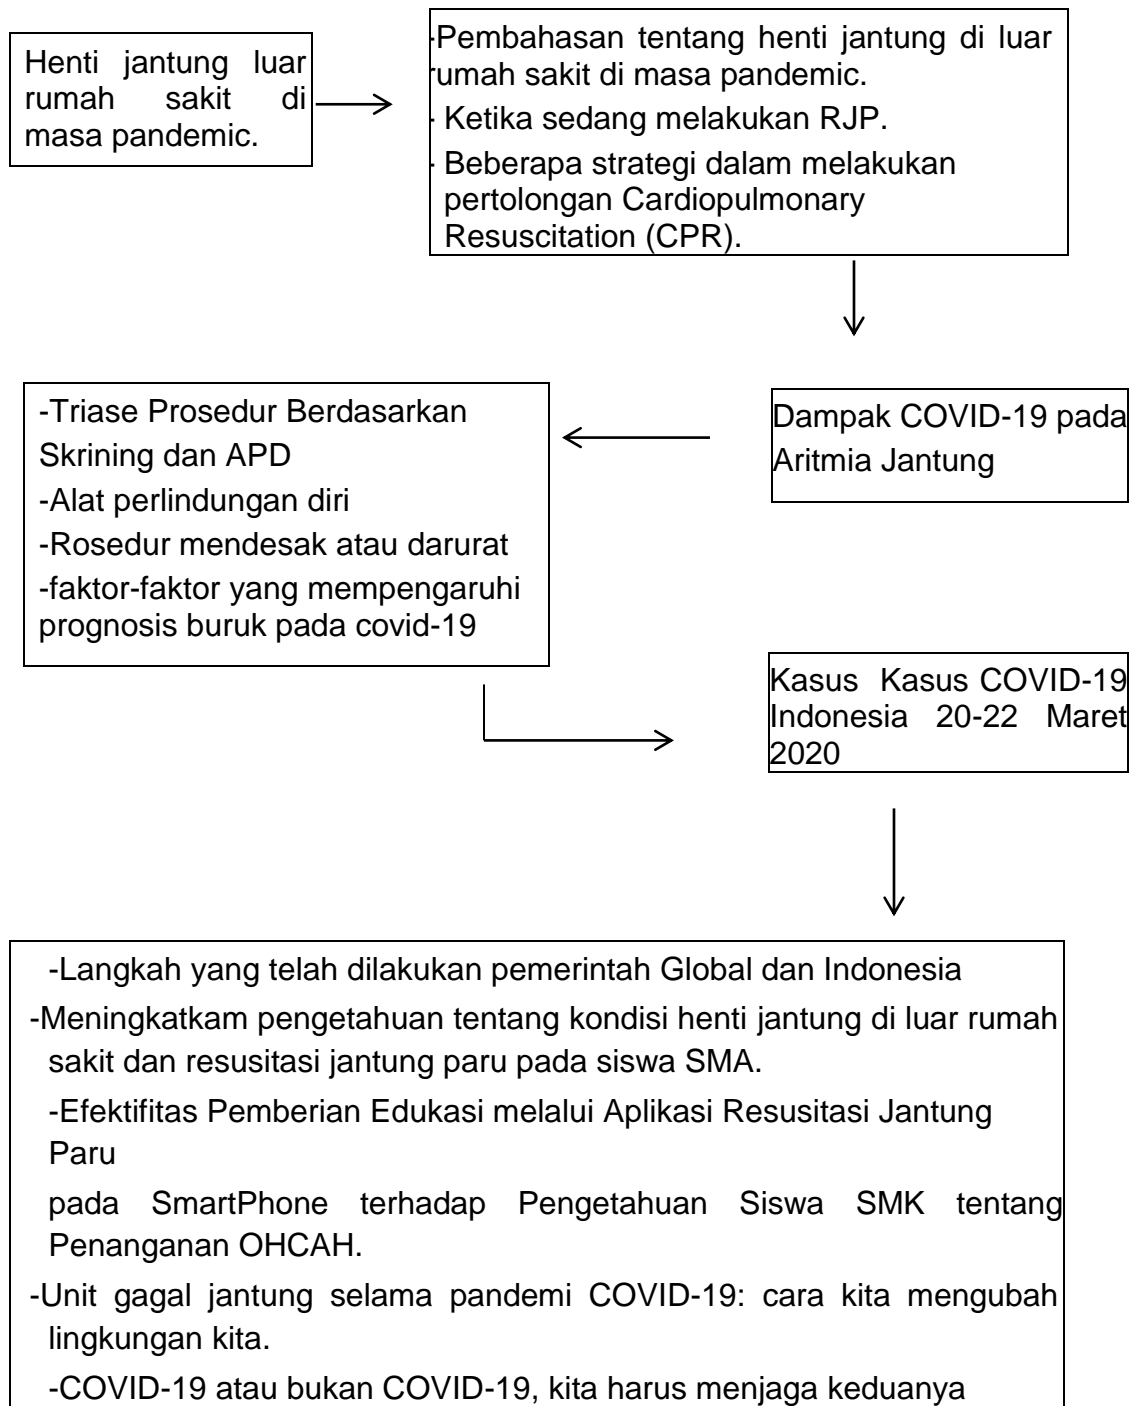 Henti jantung luar
rumah sakit di
masa pandemic.
-Pembahasan tentang henti jantung di luar
rumah sakit di masa pandemic.
- Ketika sedang melakukan RJP.
- Beberapa strategi dalam melakukan
pertolongan Cardiopulmonary
Resuscitation (CPR).
Dampak COVID-19 pada
Aritmia Jantung
-Triase Prosedur Berdasarkan
Skrining dan APD
-Alat perlindungan diri
-Rosedur mendesak atau darurat
-faktor-faktor yang mempengaruhi
prognosis buruk pada covid-19
Kasus Kasus COVID-19
Indonesia 20-22 Maret
2020
-Langkah yang telah dilakukan pemerintah Global dan Indonesia
-Meningkatkam pengetahuan tentang kondisi henti jantung di luar rumah
sakit dan resusitasi jantung paru pada siswa SMA.
-Efektifitas Pemberian Edukasi melalui Aplikasi Resusitasi Jantung
Paru
pada SmartPhone terhadap Pengetahuan Siswa SMK tentang
Penanganan OHCAH.
-Unit gagal jantung selama pandemi COVID-19: cara kita mengubah
lingkungan kita.
-COVID-19 atau bukan COVID-19, kita harus menjaga keduanya